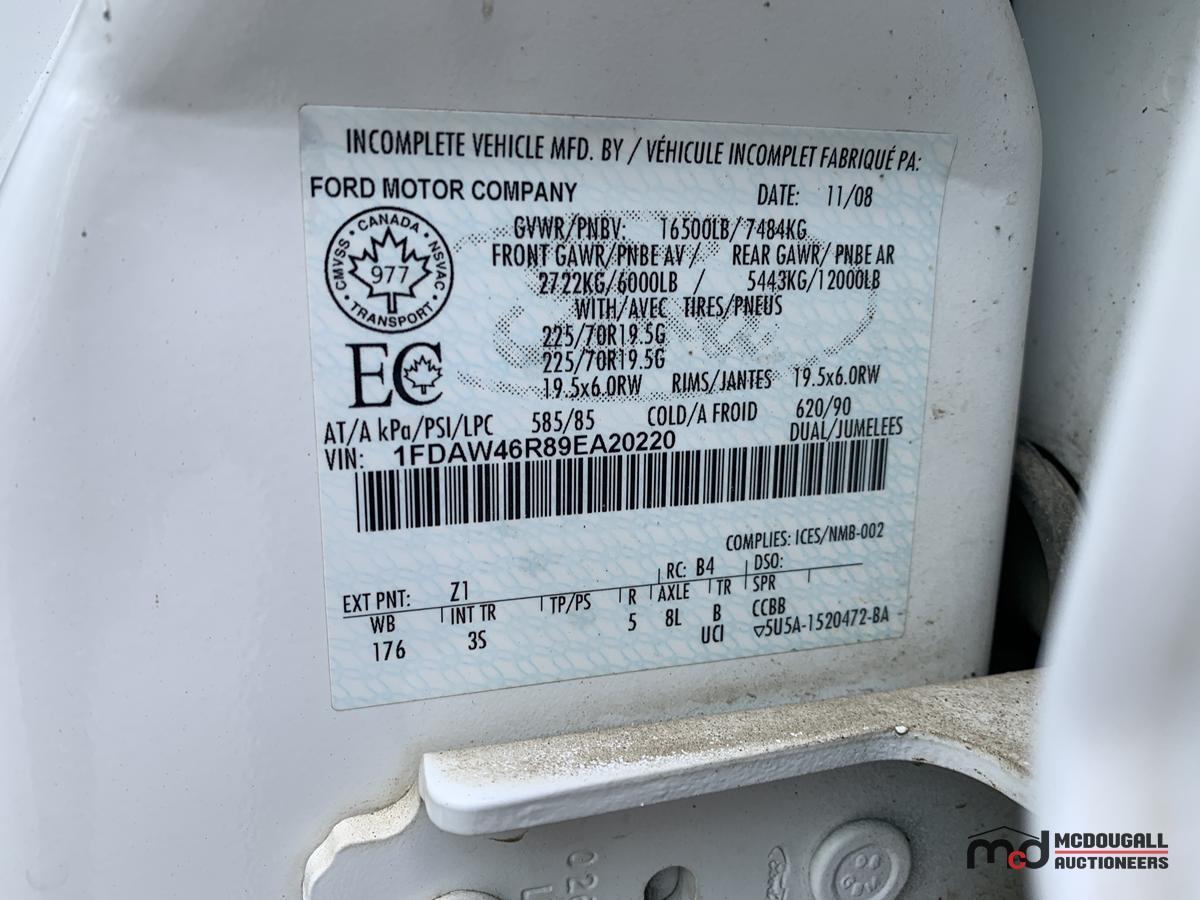 INCOMPLETE VEHICLE MFD. BY / VÉHICULE INCOMPLET FABRIQUÉ PA:
FORD MOTOR COMPANY DATE: 11/08
GVWR/PNBV: 16500LB/ 7484KG
FRONT GAWR/PNBE AV / REAR GAWR/ PNBE AR
2722KG/6000LB / 5443KG/12000LB
WITH/AVEC TIRES/PNEUS
CMVSS • CANADA • NSVAC • TRANSPORT •
977
225/70R19.5G
225/70R19.5G
EC
19.5x6.0RW RIMS/JANTES 19.5x6.0RW
AT/A kPa/PSI/LPC 585/85 COLD/A FROID 620/90
VIN: 1FDAW46R89EA20220 DUAL/JUMELEES
COMPLIES: ICES/NMB-002
EXT PNT: Z1 RC: B4 DSO:
WB INT TR TP/PS R AXLE TR SPR
176 3S 5 8L B CCBB
UCI ▽5U5A-1520472-BA
mcd MCDOUGALL
AUCTIONEERS